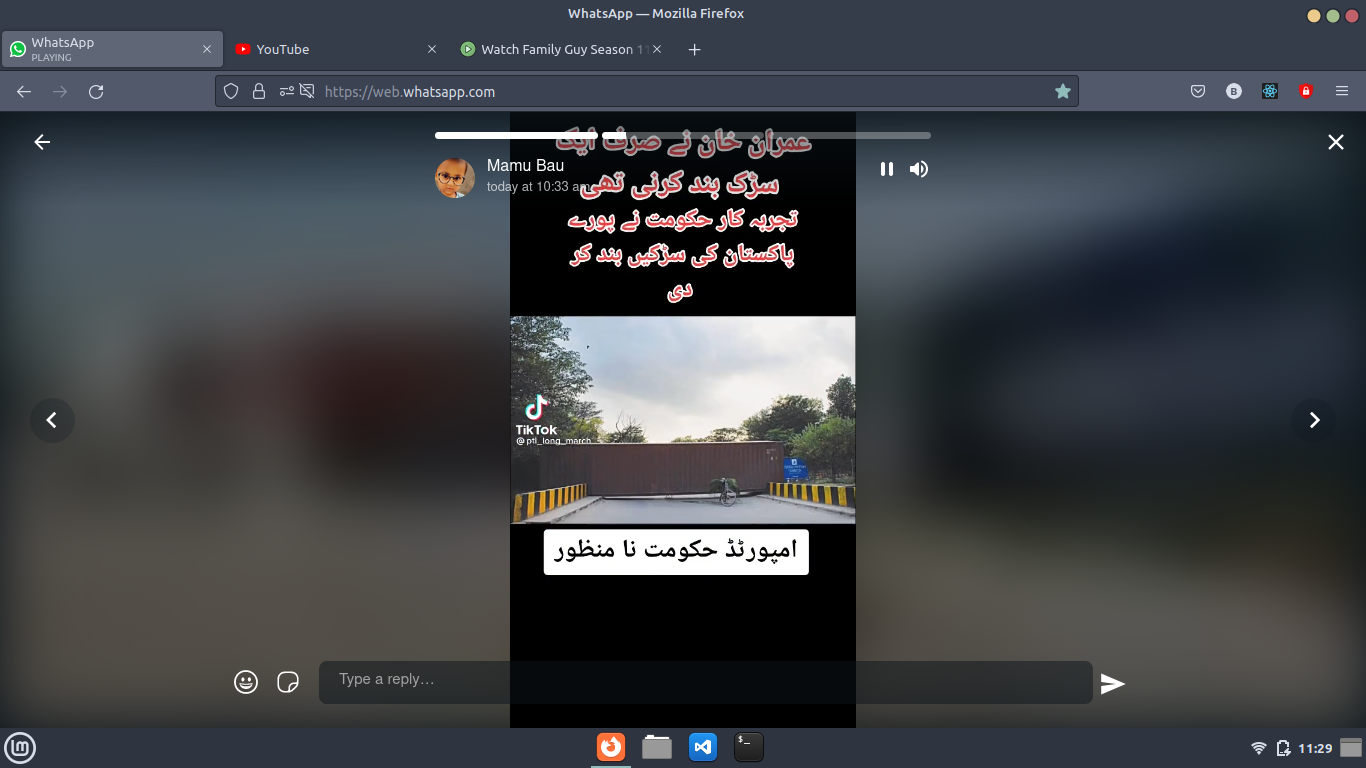 WhatsApp — Mozilla Firefox
WhatsApp
PLAYING
YouTube
Watch Family Guy Season 11
https://web.whatsapp.com
عمران خان نے صرف ایک
Mamu Bau
today at 10:33 am
سڑک بند کرنی تھی
تجربہ کار حکومت نے پورے
پاکستان کی سڑکیں بند کر
دی
TikTok
@pti_long_march
امپورٹڈ حکومت نا منظور
Type a reply…
11:29